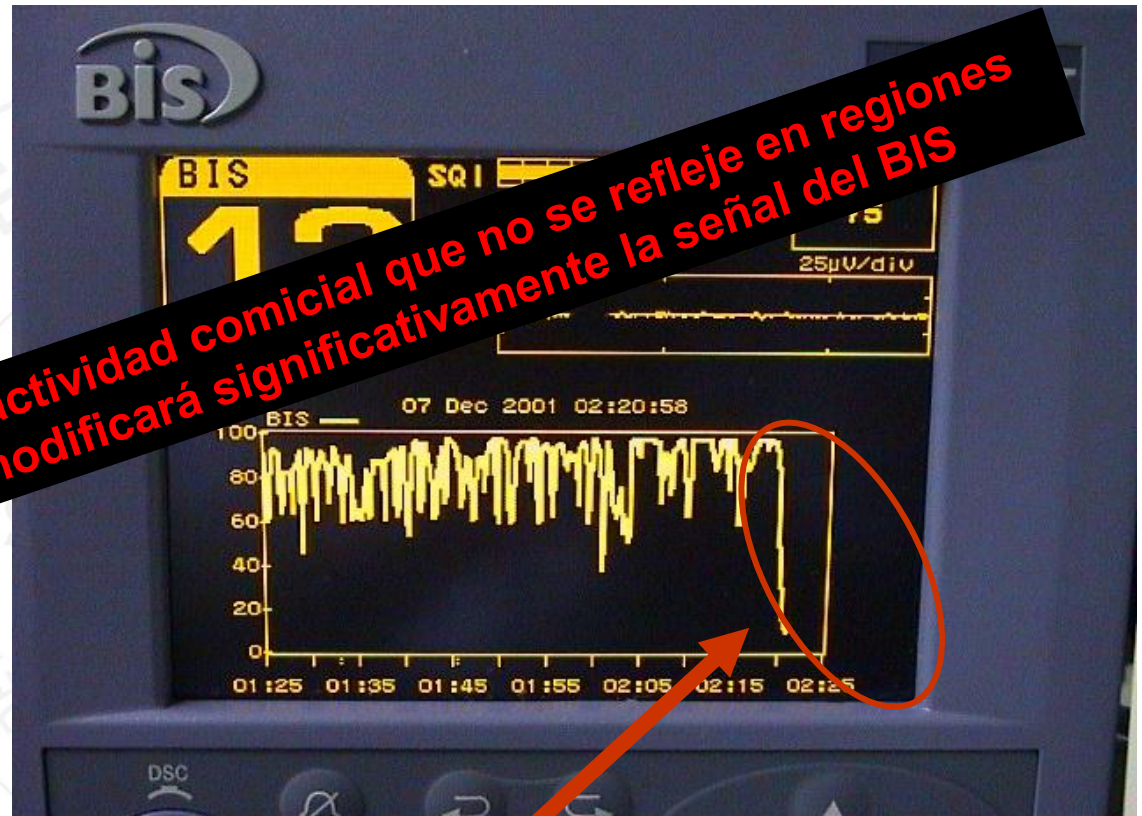 BiS
BIS
SQI
25µV/div
actividad comicial que no se refleje en regiones
modificará significativamente la señal del BIS
07 Dec 2001 02:20:58
BIS
100
80
60
40
20
0
01:25 01:35 01:45 01:55 02:05 02:15 02:25
DSC